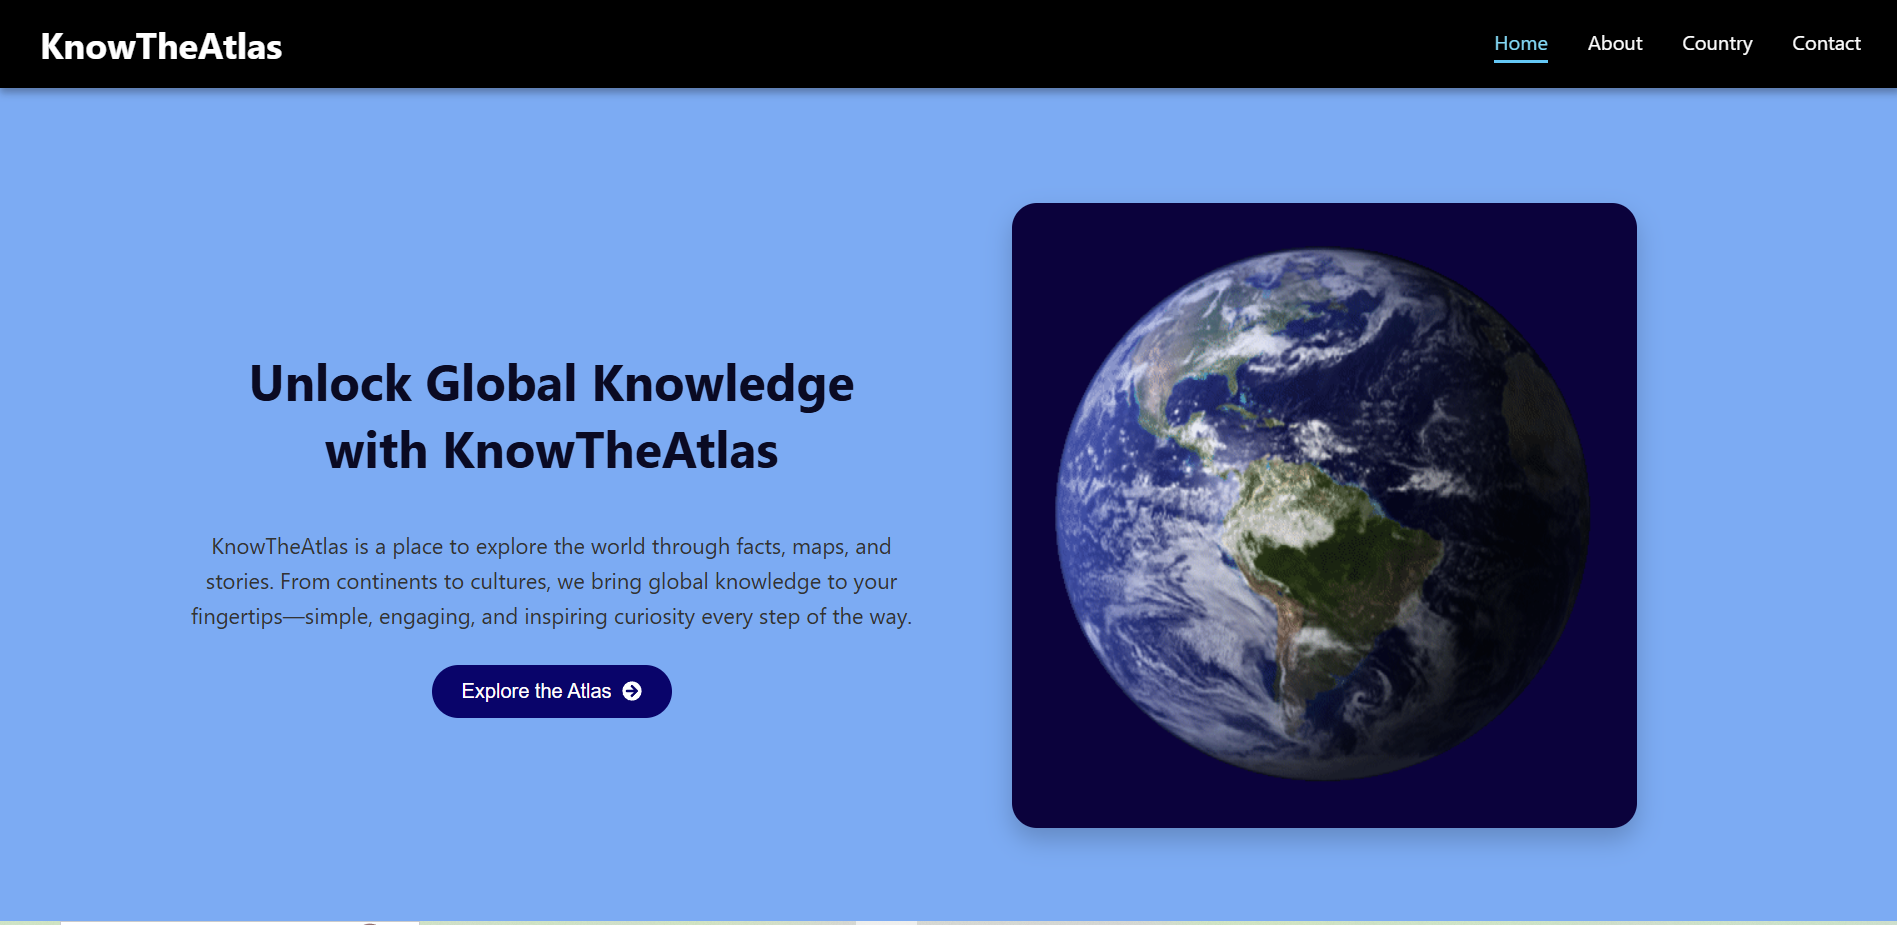 KnowTheAtlas
Home About Country Contact
Unlock Global Knowledge
with KnowTheAtlas
KnowTheAtlas is a place to explore the world through facts, maps, and
stories. From continents to cultures, we bring global knowledge to your
fingertips—simple, engaging, and inspiring curiosity every step of the way.
Explore the Atlas